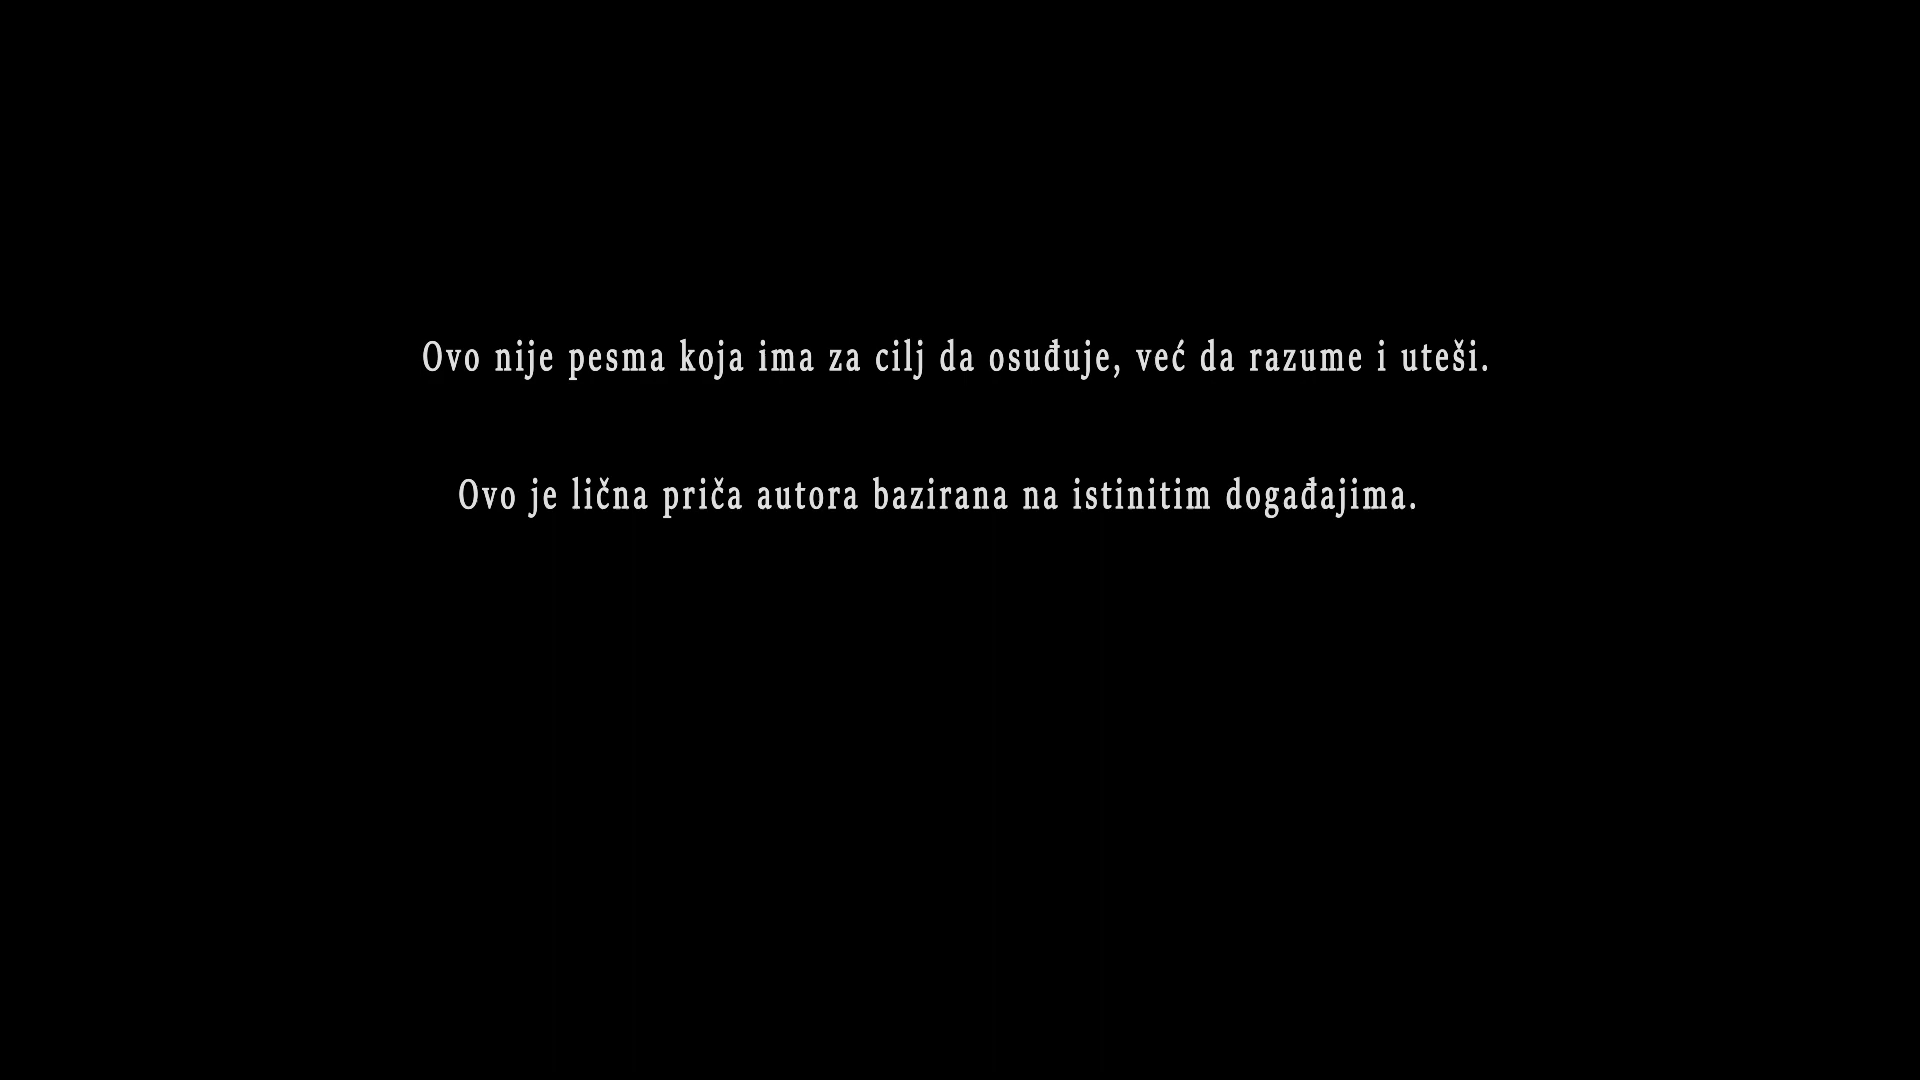 Ovo nije pesma koja ima za cilj da osuđuje, već da razume i uteši.
Ovo je lična priča autora bazirana na istinitim događajima.